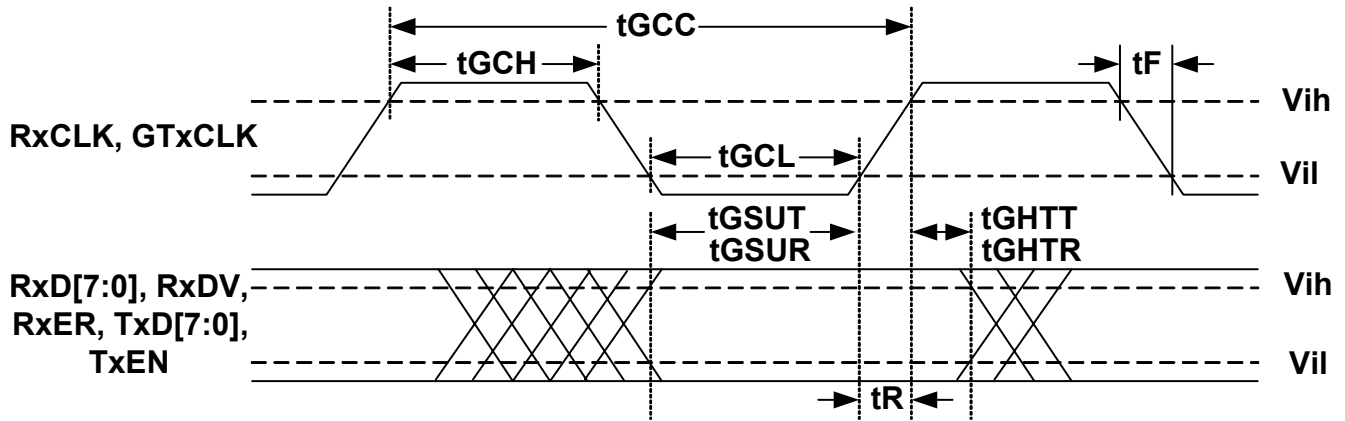 tGCC
tGCH
tF
Vih
RxCLK, GTxCLK
tGCL
Vil
tGSUT
tGSUR
tGHTT
tGHTR
RxD[7:0], RxDV,
RxER, TxD[7:0],
TxEN
Vih
Vil
tR